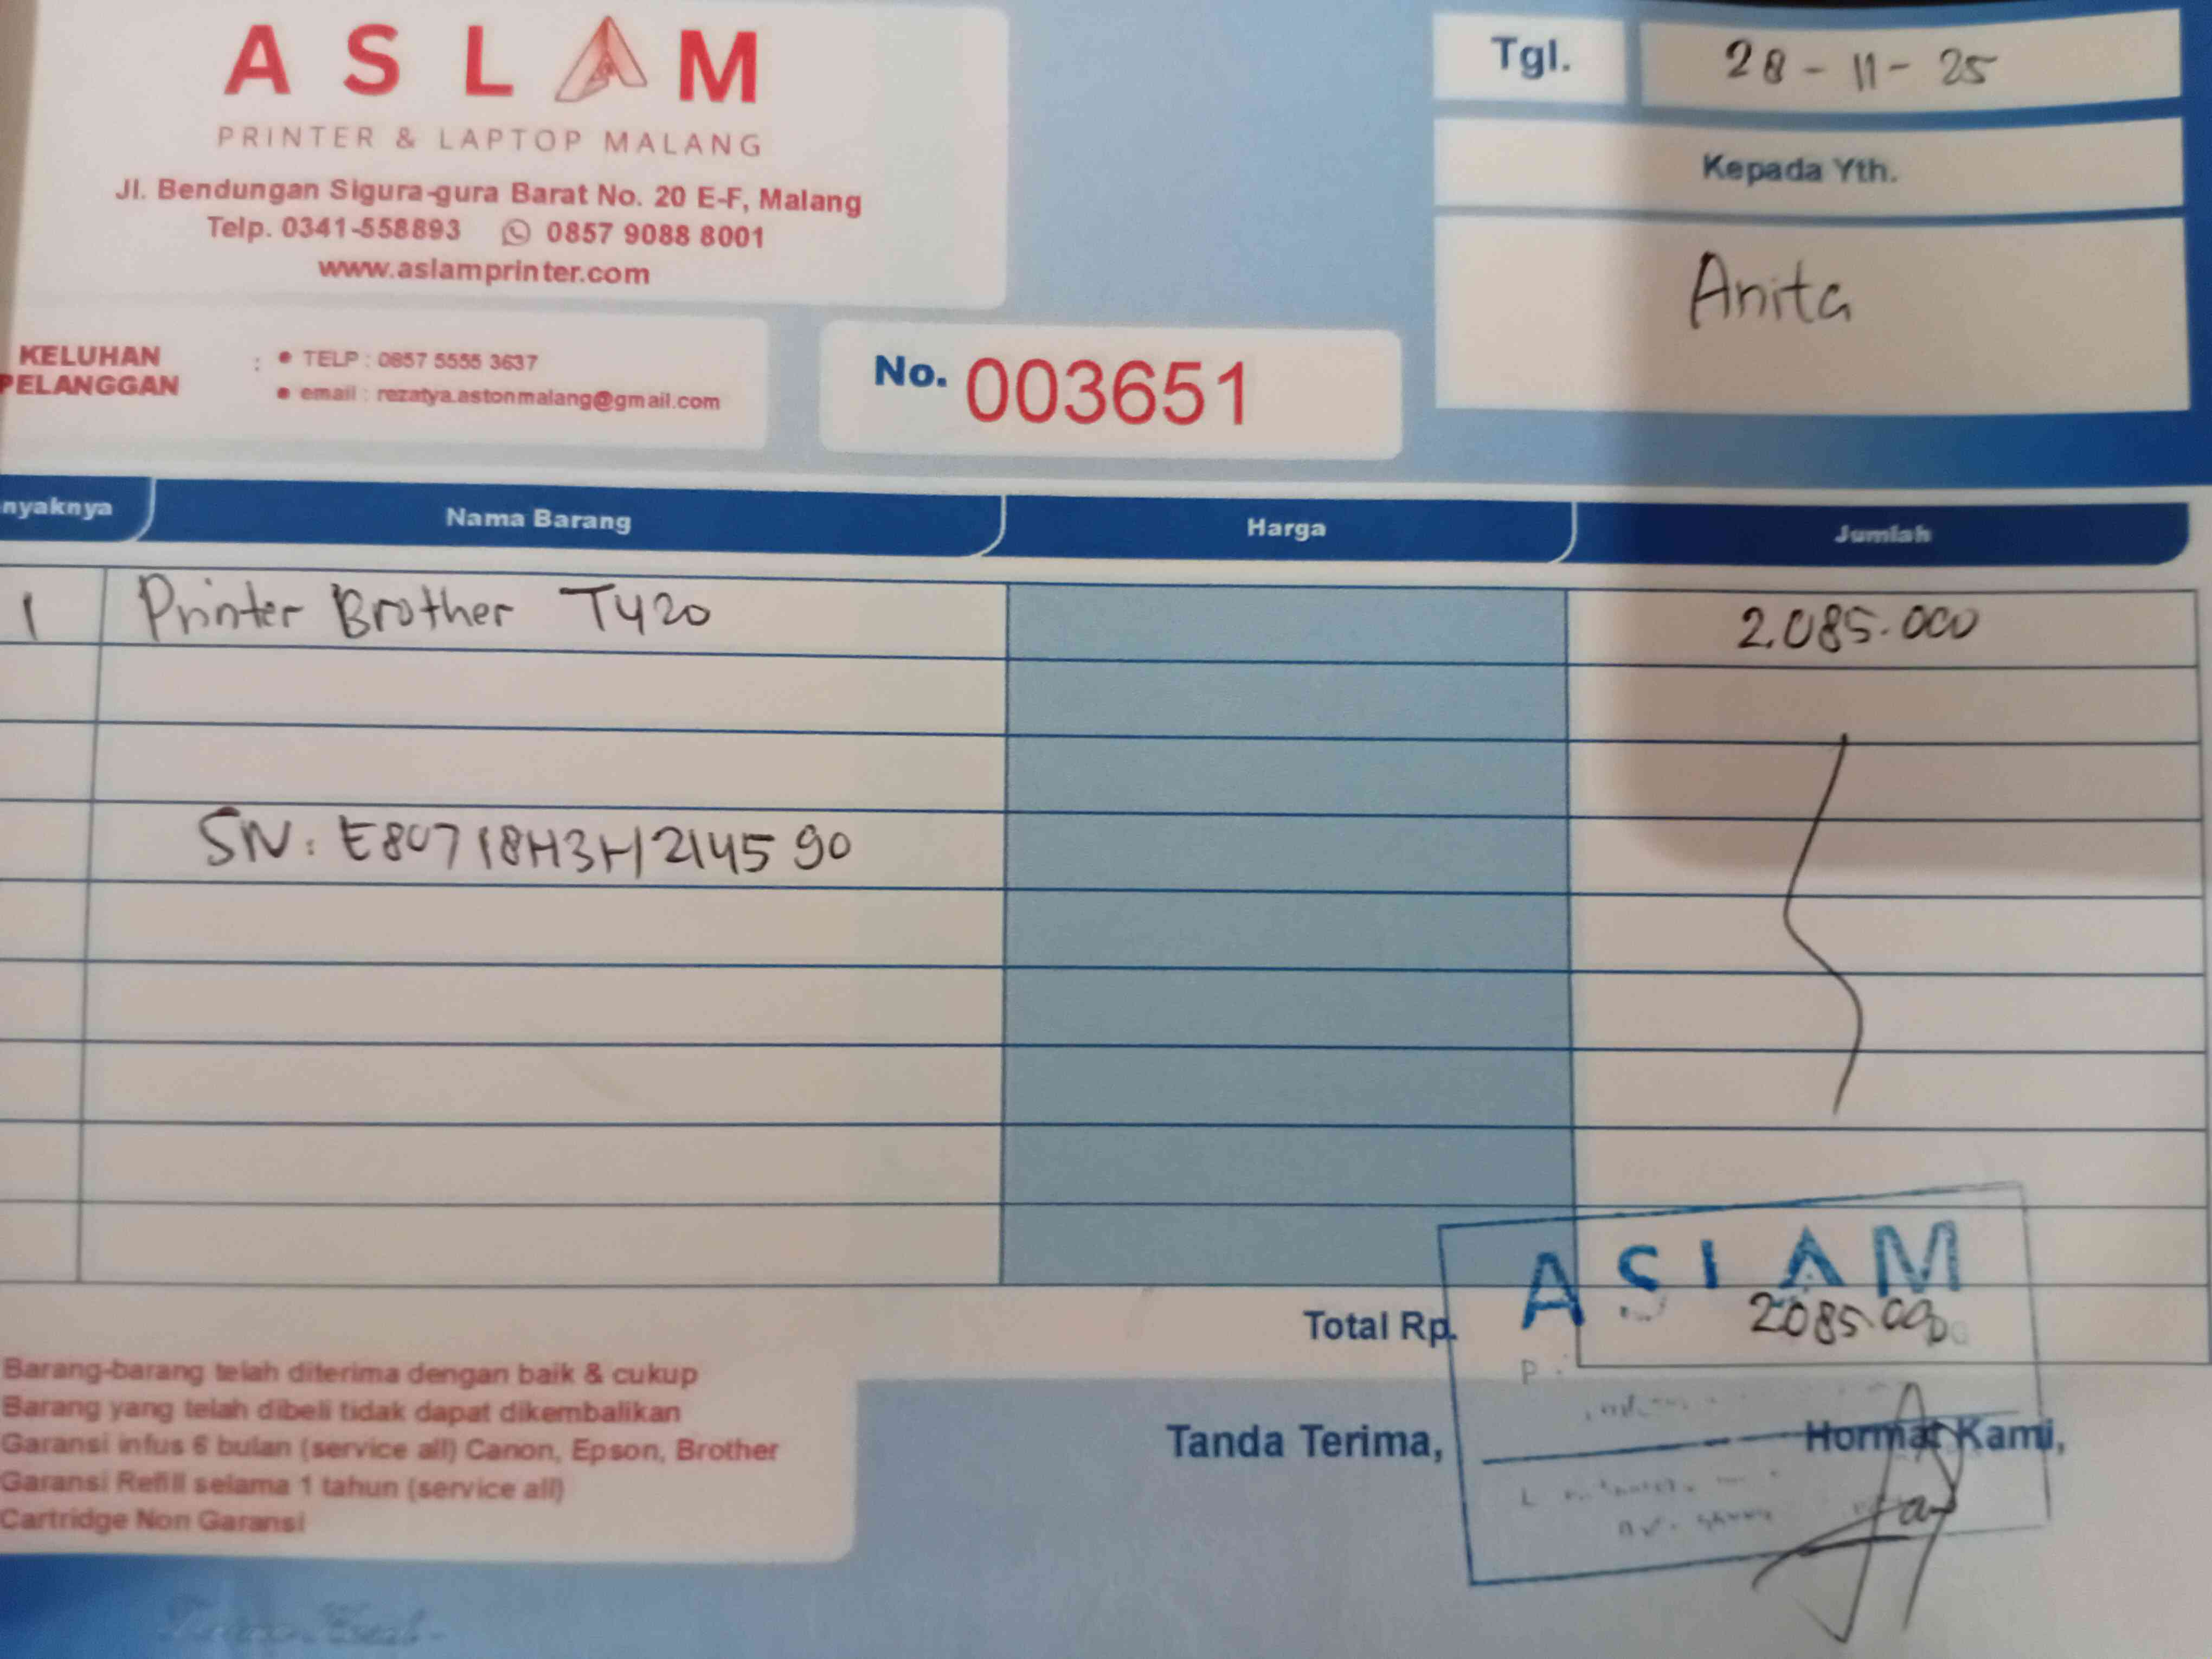 ASLAM
PRINTER & LAPTOP MALANG
Jl. Bendungan Sigura-gura Barat No. 20 E-F, Malang
Telp. 0341-558893 0857 9088 8001
www.aslamprinter.com
Tgl. 28-11-25
Kepada Yth.
Anita
KELUHAN PELANGGAN : • TELP : 0857 5555 3637
• email : rezatya.astonmalang@gmail.com
No. 003651
nyaknya Nama Barang Harga Jumlah
1 Printer Brother T420 2.085.000
SN: E80718H3H214590
Total Rp. 2.085.000
ASLAM
Barang-barang telah diterima dengan baik & cukup
Barang yang telah dibeli tidak dapat dikembalikan
Garansi infus 6 bulan (service all) Canon, Epson, Brother
Garansi Refill selama 1 tahun (service all)
Cartridge Non Garansi
Tanda Terima, Hormat Kami,